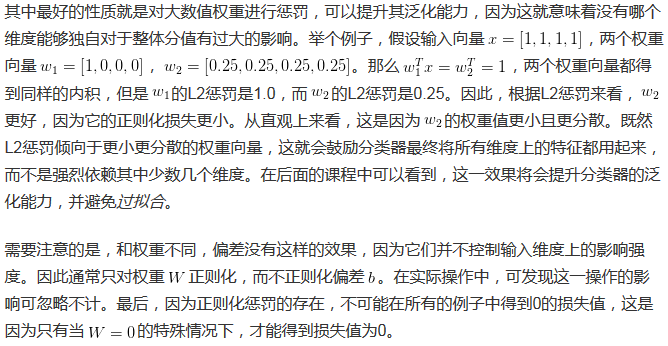 其中最好的性质就是对大数值权重进行惩罚，可以提升其泛化能力，因为这就意味着没有哪个
维度能够独自对于整体分值有过大的影响。举个例子，假设输入向量 x = [1, 1, 1, 1]，两个权重
向量 w₁ = [1, 0, 0, 0]，w₂ = [0.25, 0.25, 0.25, 0.25]。那么 w₁ᵀx = w₂ᵀ = 1，两个权重向量都得
到同样的内积，但是 w₁的L2惩罚是1.0，而 w₂的L2惩罚是0.25。因此，根据L2惩罚来看，w₂
更好，因为它的正则化损失更小。从直观上来看，这是因为 w₂的权重值更小且更分散。既然
L2惩罚倾向于更小更分散的权重向量，这就会鼓励分类器最终将所有维度上的特征都用起来，
而不是强烈依赖其中少数几个维度。在后面的课程中可以看到，这一效果将会提升分类器的泛
化能力，并避免过拟合。
需要注意的是，和权重不同，偏差没有这样的效果，因为它们并不控制输入维度上的影响强
度。因此通常只对权重 W 正则化，而不正则化偏差 b。在实际操作中，可发现这一操作的影
响可忽略不计。最后，因为正则化惩罚的存在，不可能在所有的例子中得到0的损失值，这是
因为只有当 W = 0 的特殊情况下，才能得到损失值为0。